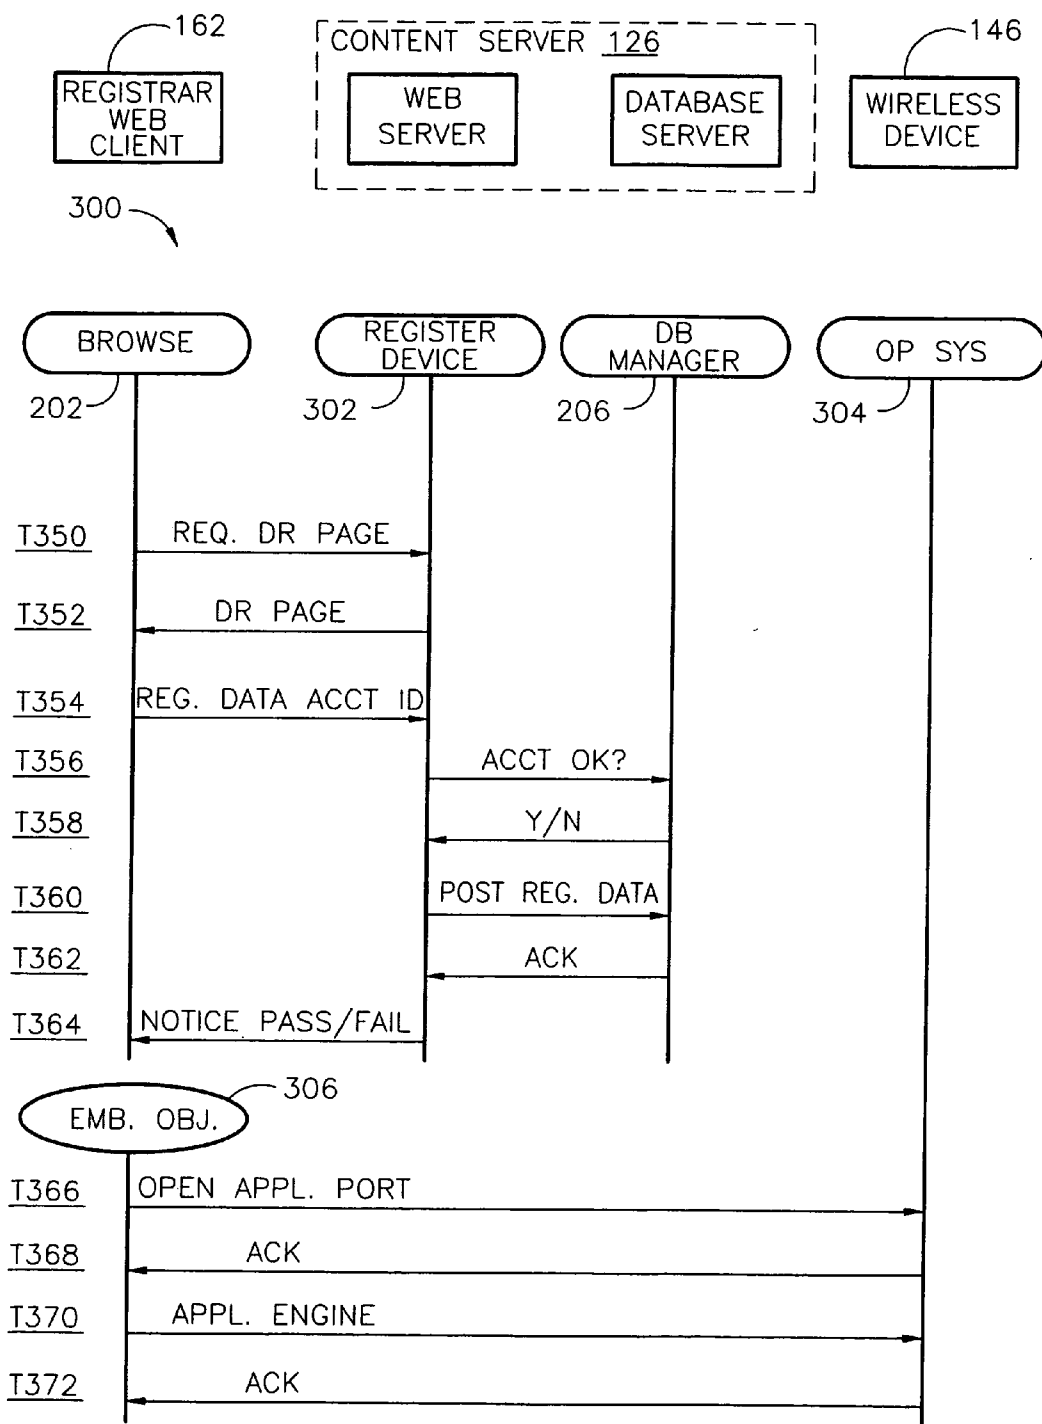 162
CONTENT SERVER 126
146
REGISTRAR
WEB
CLIENT
WEB
SERVER
DATABASE
SERVER
WIRELESS
DEVICE
300
BROWSE
REGISTER
DEVICE
DB
MANAGER
OP SYS
202
302
206
304
T350 REQ. DR PAGE
T352 DR PAGE
T354 REG. DATA ACCT ID
T356 ACCT OK?
T358 Y/N
T360 POST REG. DATA
T362 ACK
T364 NOTICE PASS/FAIL
306
EMB. OBJ.
T366 OPEN APPL. PORT
T368 ACK
T370 APPL. ENGINE
T372 ACK